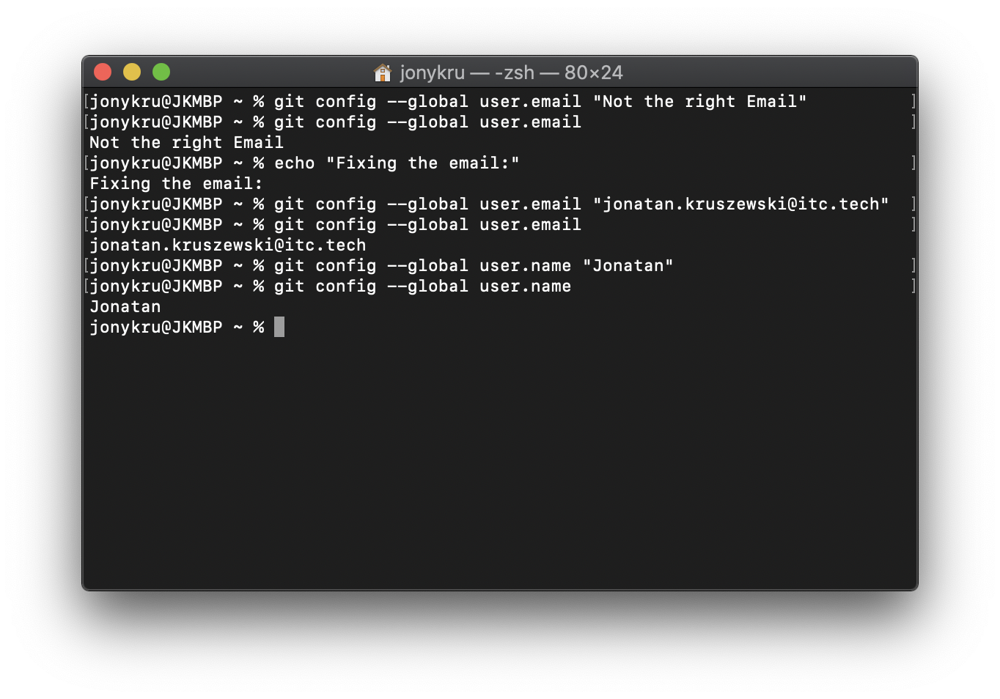 jonykru — -zsh — 80×24
[jonykru@JKMBP ~ % git config --global user.email "Not the right Email" ]
[jonykru@JKMBP ~ % git config --global user.email ]
Not the right Email
[jonykru@JKMBP ~ % echo "Fixing the email:" ]
Fixing the email:
[jonykru@JKMBP ~ % git config --global user.email "jonatan.kruszewski@itc.tech" ]
[jonykru@JKMBP ~ % git config --global user.email ]
jonatan.kruszewski@itc.tech
[jonykru@JKMBP ~ % git config --global user.name "Jonatan" ]
[jonykru@JKMBP ~ % git config --global user.name ]
Jonatan
jonykru@JKMBP ~ %